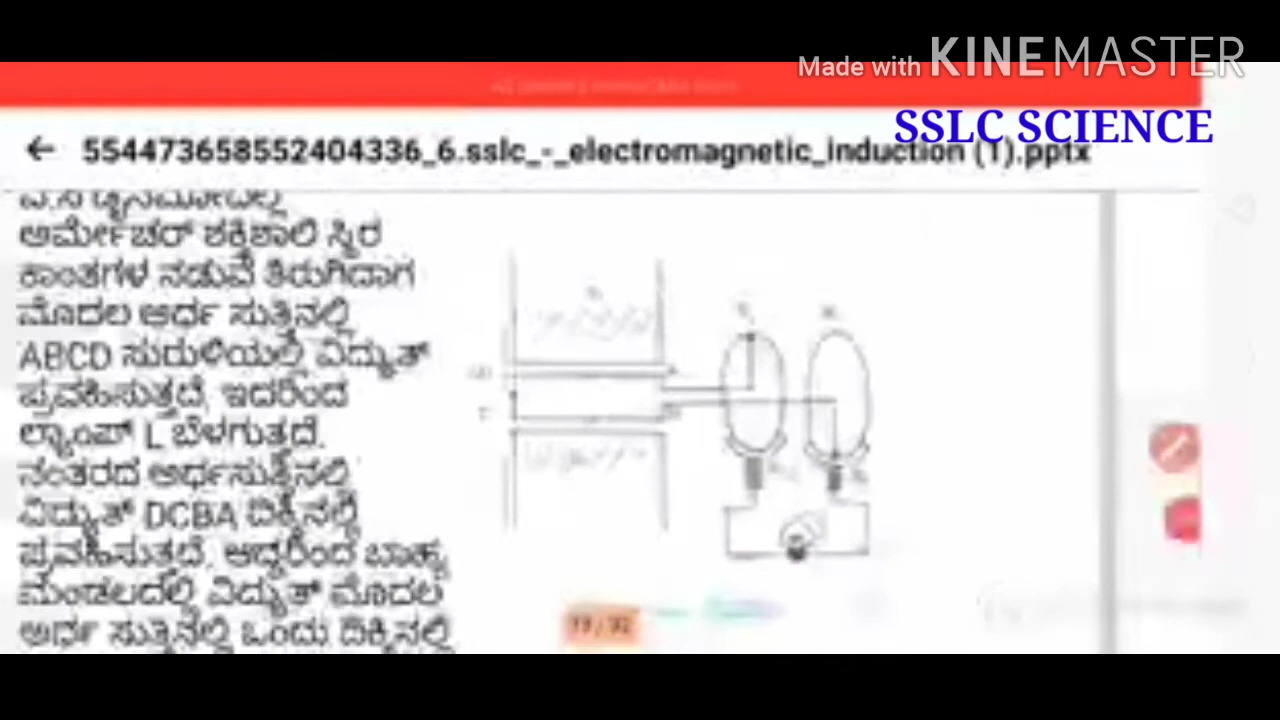 Made with KINEMASTER
SSLC SCIENCE
554473658552404336_6.sslc_-_electromagnetic_induction (1).pptx
ಆರ್ಮೇಚರ್ ಶಕ್ತಿಶಾಲಿ ಸ್ಥಿರ
ಕಾಂತಗಳ ನಡುವೆ ತಿರುಗಿದಾಗ
ಮೊದಲ ಅರ್ಧ ಸುತ್ತಿನಲ್ಲಿ
ABCD ಸುರುಳಿಯಲ್ಲಿ ವಿದ್ಯುತ್
ಪ್ರವಹಿಸುತ್ತದೆ, ಇದರಿಂದ
ಲ್ಯಾಂಪ್ L ಬೆಳಗುತ್ತದೆ.
ನಂತರದ ಅರ್ಧಸುತ್ತಿನಲ್ಲಿ
ವಿದ್ಯುತ್ DCBA ದಿಕ್ಕಿನಲ್ಲಿ
ಪ್ರವಹಿಸುತ್ತದೆ. ಆದ್ದರಿಂದ ಬಾಹ್ಯ
ಮಂಡಲದಲ್ಲಿ ವಿದ್ಯುತ್ ಮೊದಲ
ಅರ್ಧ ಸುತ್ತಿನಲ್ಲಿ ಒಂದು ದಿಕ್ಕಿನಲ್ಲಿ